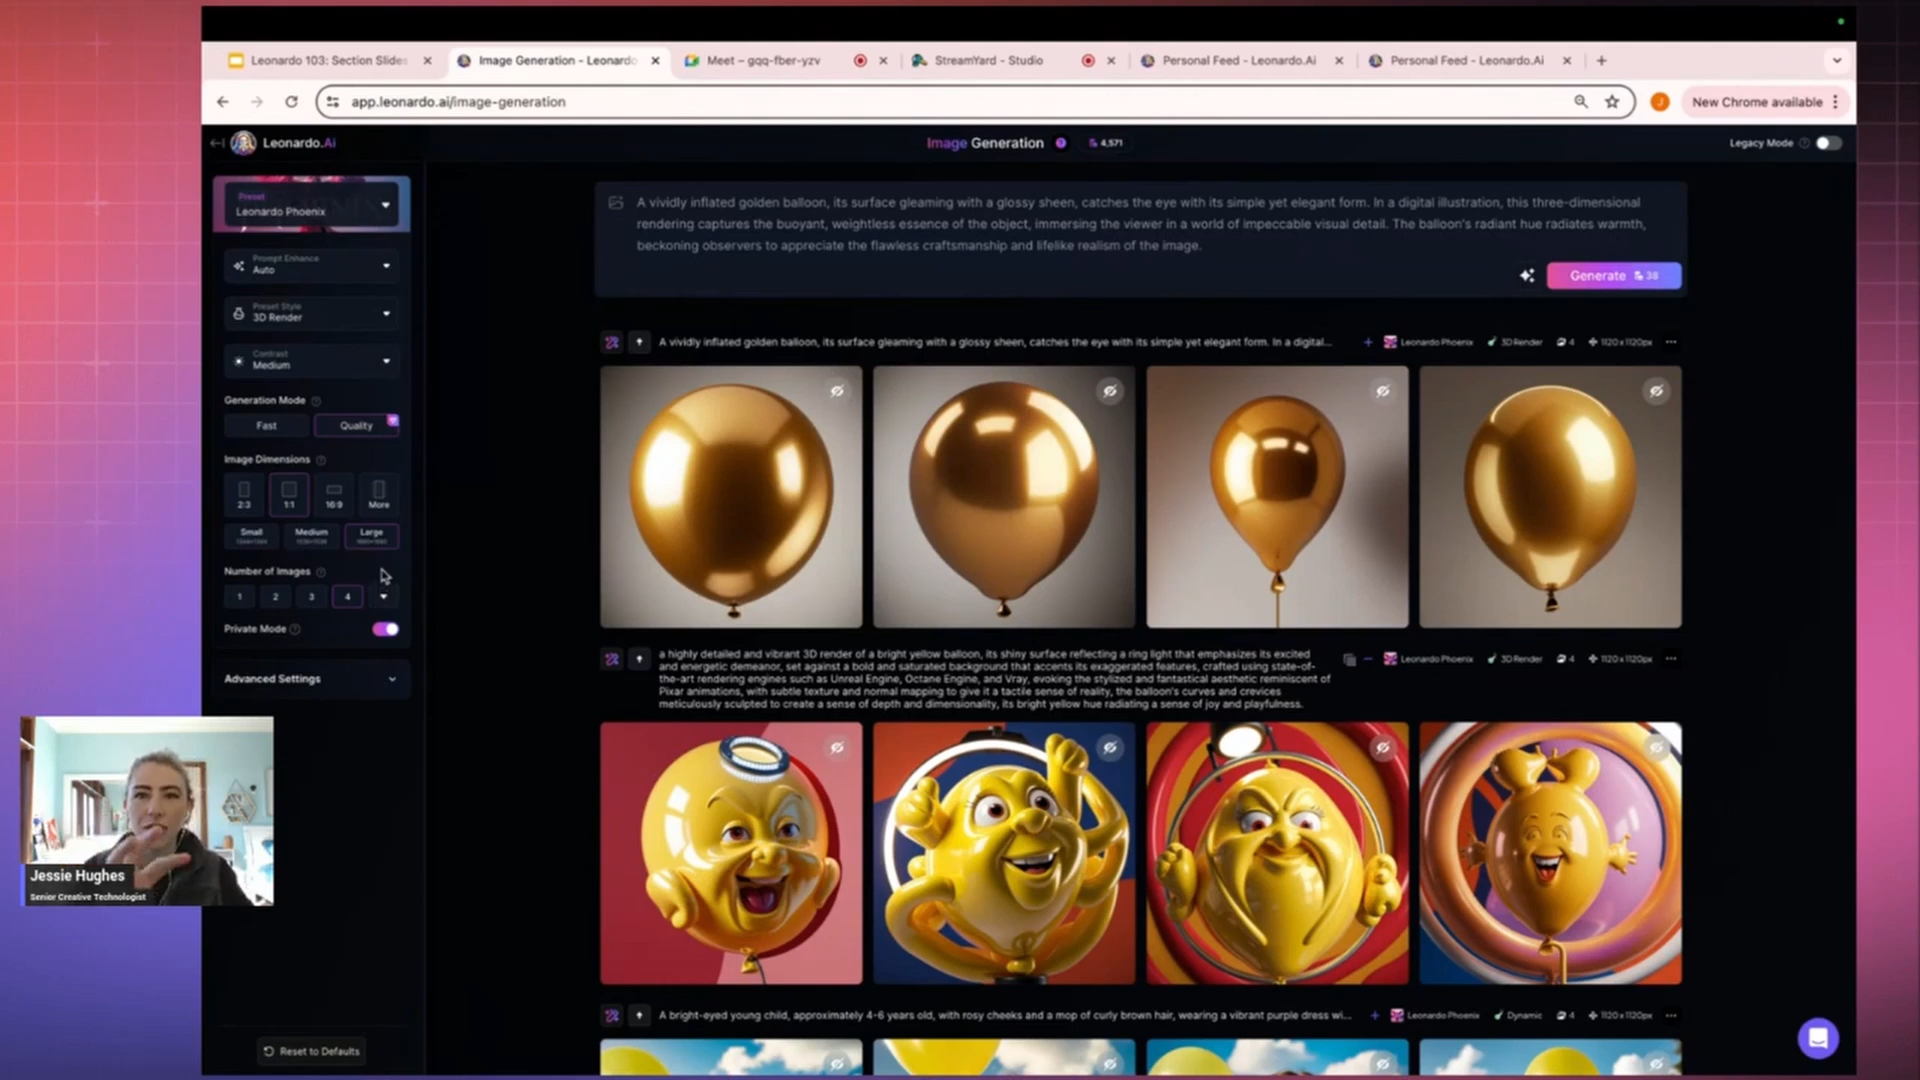 Leonardo 103: Section Slides
Image Generation - Leonardo
Meet – gqq-fber-yzv
StreamYard - Studio
Personal Feed - Leonardo.Ai
Personal Feed - Leonardo.Ai
app.leonardo.ai/image-generation
New Chrome available
Leonardo.Ai
Image Generation
4,571
Legacy Mode
Preset
Leonardo Phoenix
Prompt Enhance
Auto
Preset Style
3D Render
Contrast
Medium
Generation Mode
Fast
Quality
Image Dimensions
2:3
1:1
16:9
More
Small
Medium
Large
Number of Images
1
2
3
4
Private Mode
Advanced Settings
Reset to Defaults
A vividly inflated golden balloon, its surface gleaming with a glossy sheen, catches the eye with its simple yet elegant form. In a digital illustration, this three-dimensional
rendering captures the buoyant, weightless essence of the object, immersing the viewer in a world of impeccable visual detail. The balloon's radiant hue radiates warmth,
beckoning observers to appreciate the flawless craftsmanship and lifelike realism of the image.
Generate 38
A vividly inflated golden balloon, its surface gleaming with a glossy sheen, catches the eye with its simple yet elegant form. In a digital...
Leonardo Phoenix
3D Render
4
1120 x 1120px
a highly detailed and vibrant 3D render of a bright yellow balloon, its shiny surface reflecting a ring light that emphasizes its excited
and energetic demeanor, set against a bold and saturated background that accents its exaggerated features, crafted using state-of-
the-art rendering engines such as Unreal Engine, Octane Engine, and Vray, evoking the stylized and fantastical aesthetic reminiscent of
Pixar animations, with subtle texture and normal mapping to give it a tactile sense of reality, the balloon's curves and crevices
meticulously sculpted to create a sense of depth and dimensionality, its bright yellow hue radiating a sense of joy and playfulness.
Leonardo Phoenix
3D Render
4
1120 x 1120px
A bright-eyed young child, approximately 4-6 years old, with rosy cheeks and a mop of curly brown hair, wearing a vibrant purple dress wi...
Leonardo Phoenix
Dynamic
4
1120 x 1120px
Jessie Hughes
Senior Creative Technologist